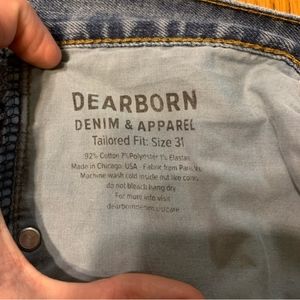 DEARBORN
DENIM & APPAREL
Tailored Fit: Size 31
92% Cotton 7% Polyester 1% Elastan
Made in Chicago, USA · Fabric from
Machine wash cold inside out like colors
do not bleach hang dry
For more info visit